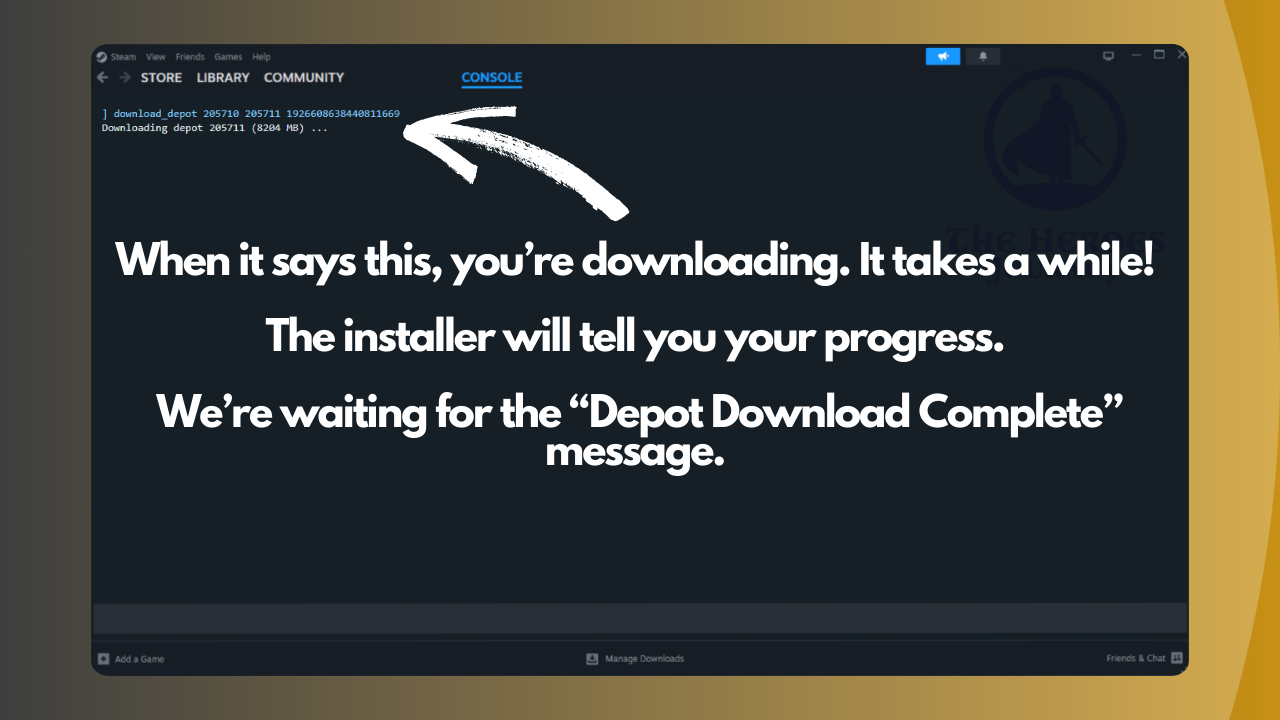 Steam View Friends Games Help
STORE LIBRARY COMMUNITY CONSOLE
] download_depot 205710 205711 1926608638440811669
Downloading depot 205711 (8204 MB) ...
The Heroes
When it says this, you’re downloading. It takes a while!
The installer will tell you your progress.
We’re waiting for the “Depot Download Complete”
message.
Add a Game Manage Downloads Friends & Chat